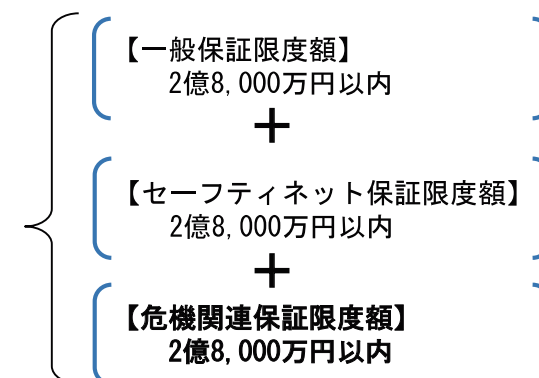 【一般保証限度額】
2億8,000万円以内
＋
【セーフティネット保証限度額】
2億8,000万円以内
＋
【危機関連保証限度額】
2億8,000万円以内